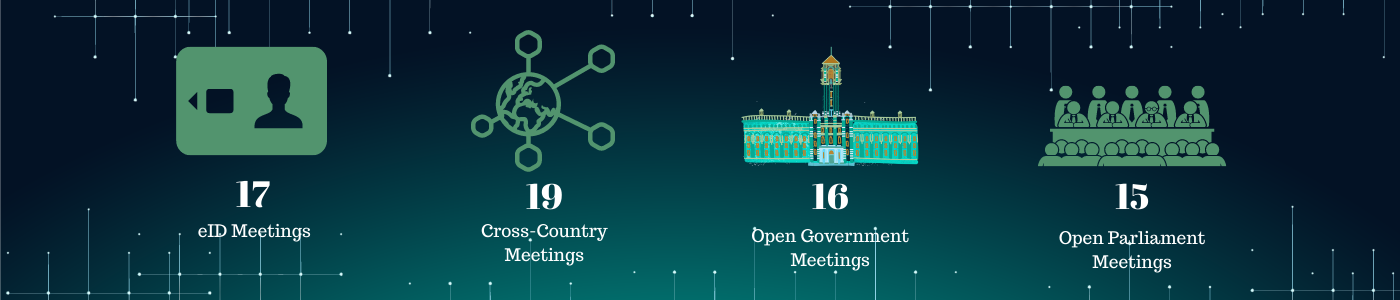 17
eID Meetings
19
Cross-Country
Meetings
16
Open Government
Meetings
15
Open Parliament
Meetings